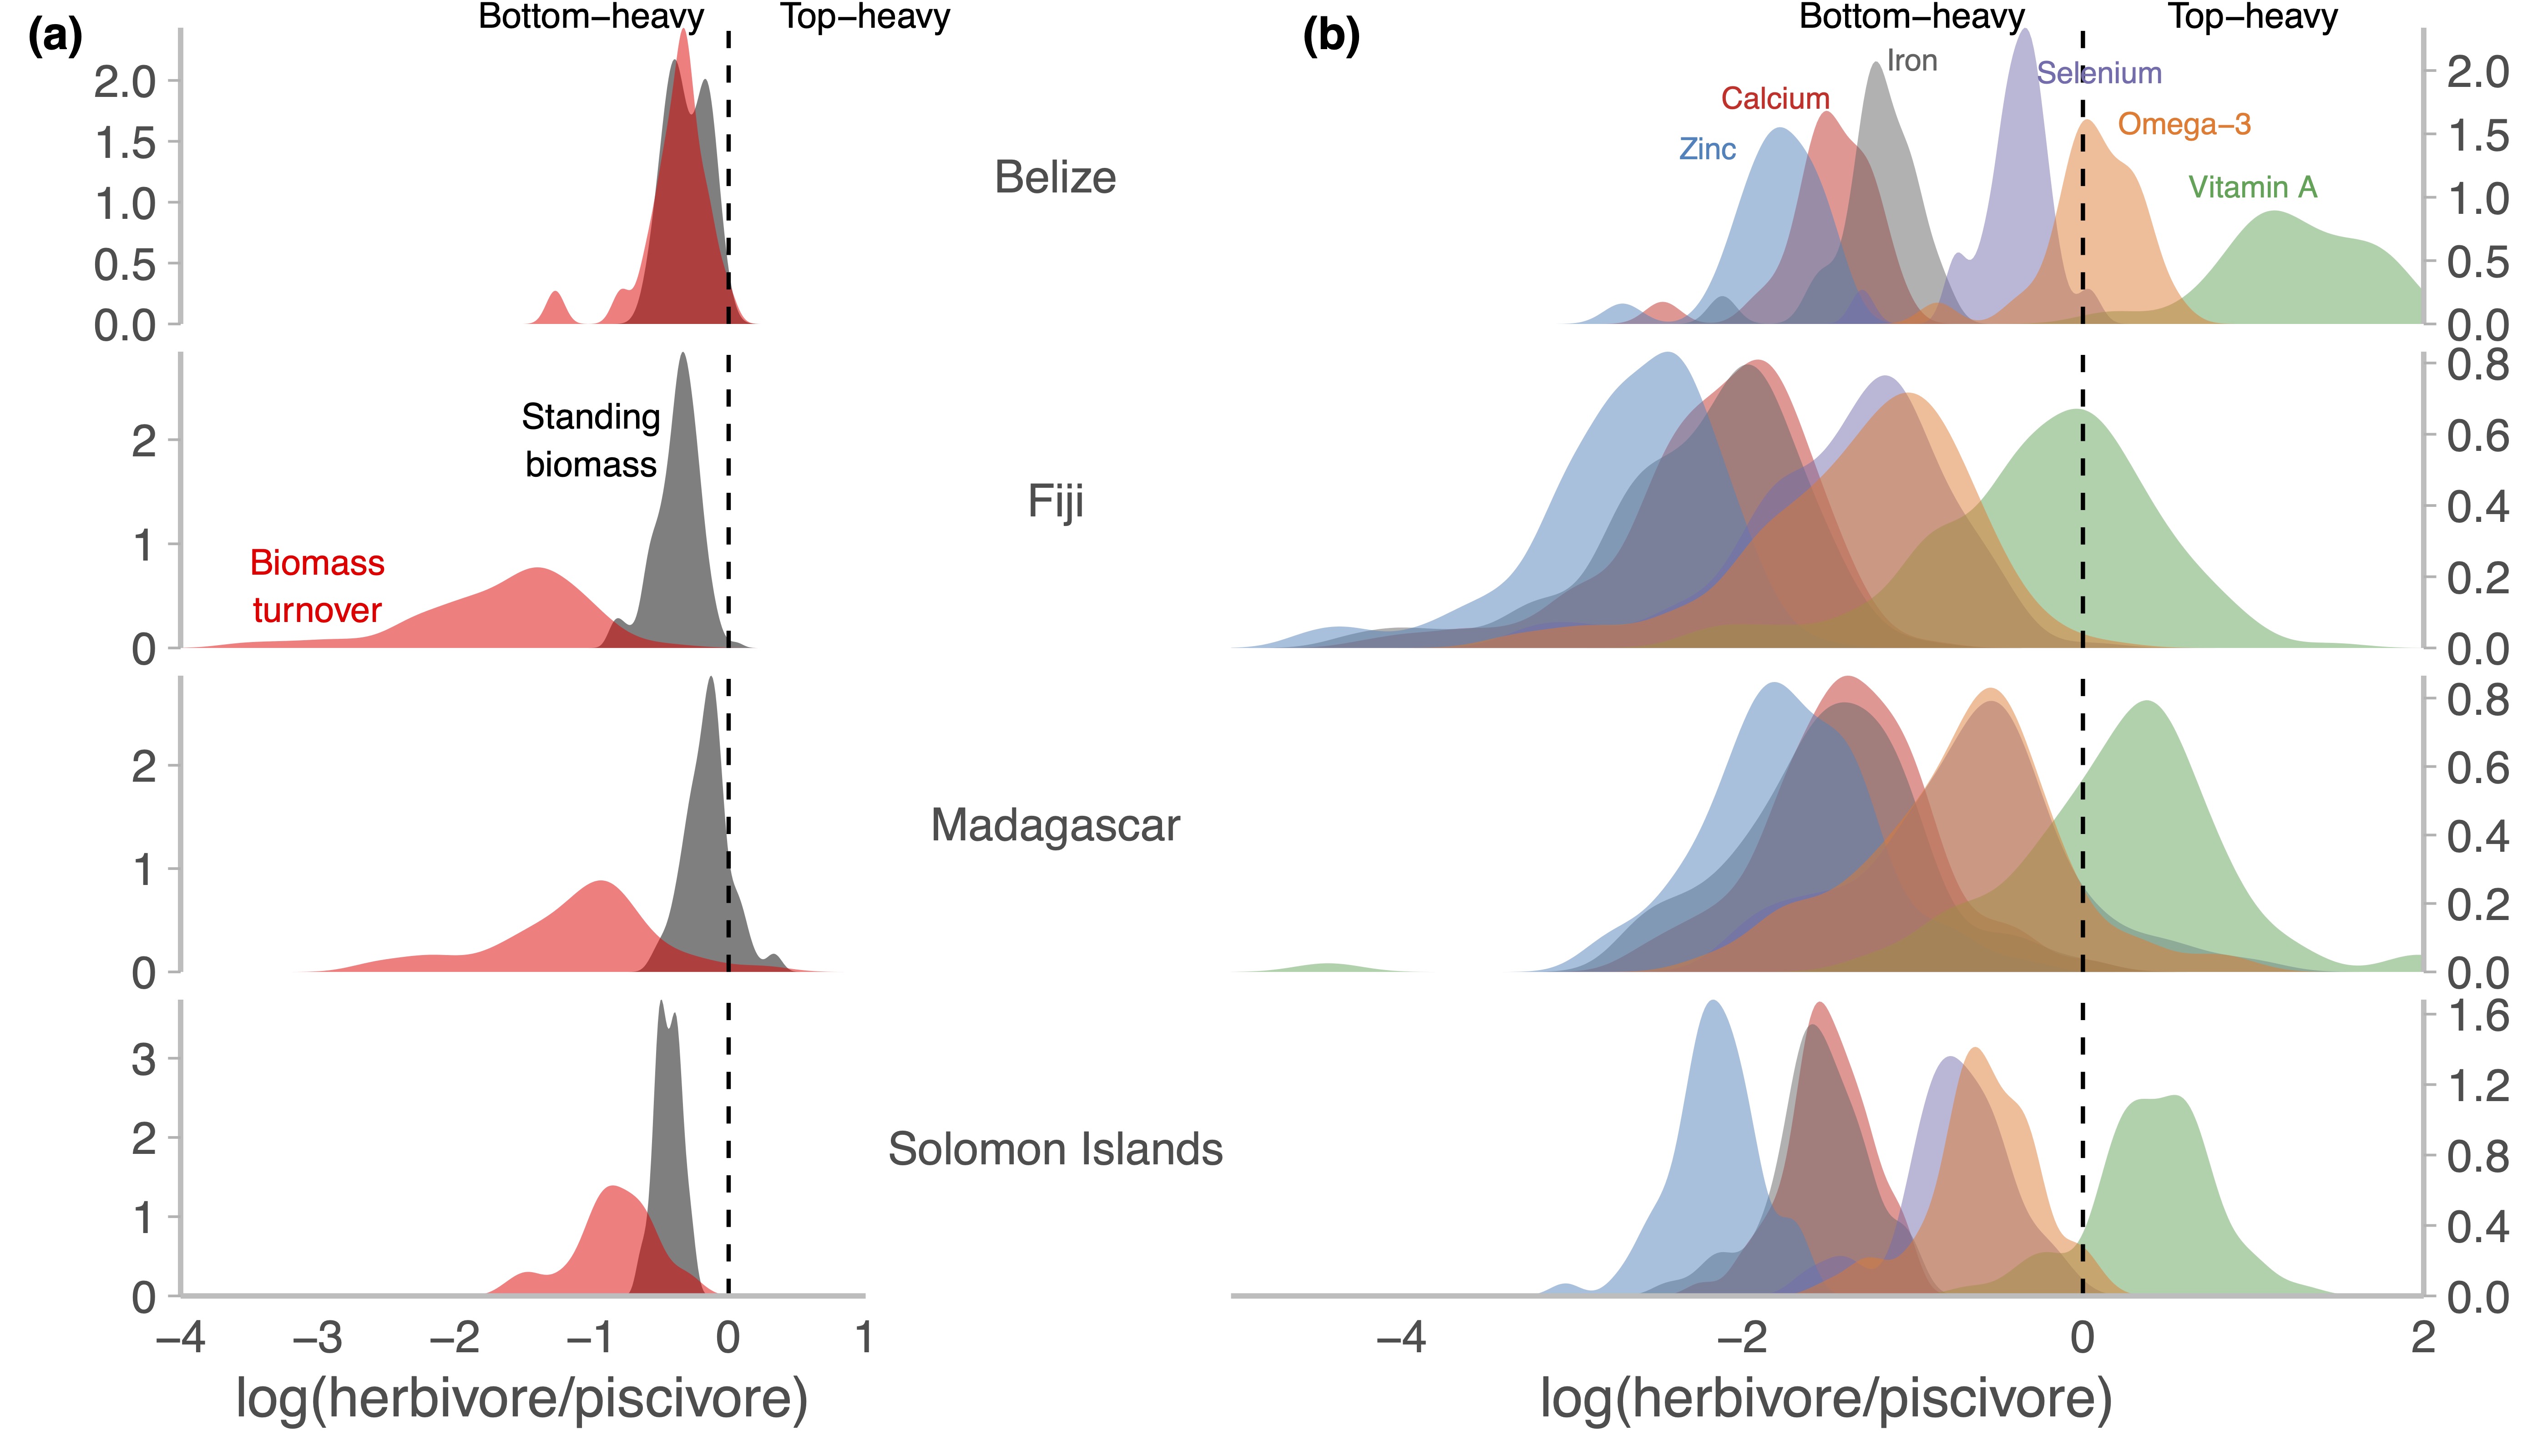 (a)
Bottom−heavy
Top−heavy
2.0
1.5
1.0
0.5
0.0
Belize
2
1
0
Standing
biomass
Biomass
turnover
Fiji
2
1
0
Madagascar
3
2
1
0
Solomon Islands
−4 −3 −2 −1 0 1
log(herbivore/piscivore)
(b)
Bottom−heavy
Top−heavy
Iron
Selenium
Calcium
Omega−3
Zinc
Vitamin A
2.0
1.5
1.0
0.5
0.0
0.8
0.6
0.4
0.2
0.0
0.8
0.6
0.4
0.2
0.0
1.6
1.2
0.8
0.4
0.0
−4 −2 0 2
log(herbivore/piscivore)